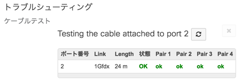 トラブルシューティング
ケーブルテスト
Testing the cable attached to port 2
ポート番号 Link Length 状態 Pair 1 Pair 2 Pair 3 Pair 4
2 1Gfdx 24 m OK ok ok ok ok